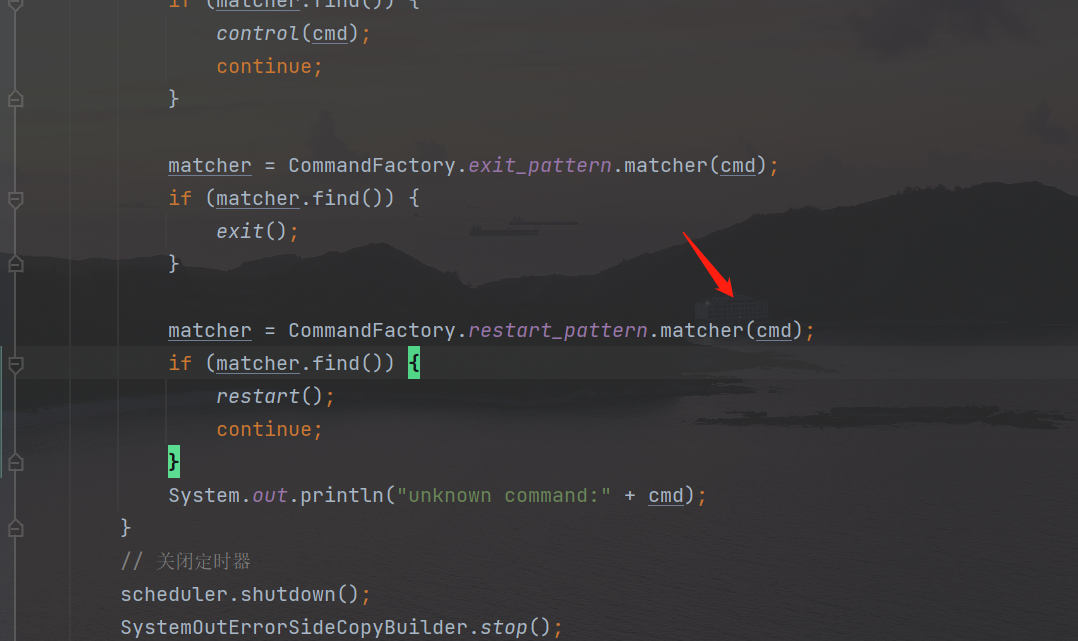 if (matcher.find()) {
control(cmd);
continue;
}
matcher = CommandFactory.exit_pattern.matcher(cmd);
if (matcher.find()) {
exit();
}
matcher = CommandFactory.restart_pattern.matcher(cmd);
if (matcher.find()) {
restart();
continue;
}
System.out.println("unknown command:" + cmd);
}
// 关闭定时器
scheduler.shutdown();
SystemOutErrorSideCopyBuilder.stop();